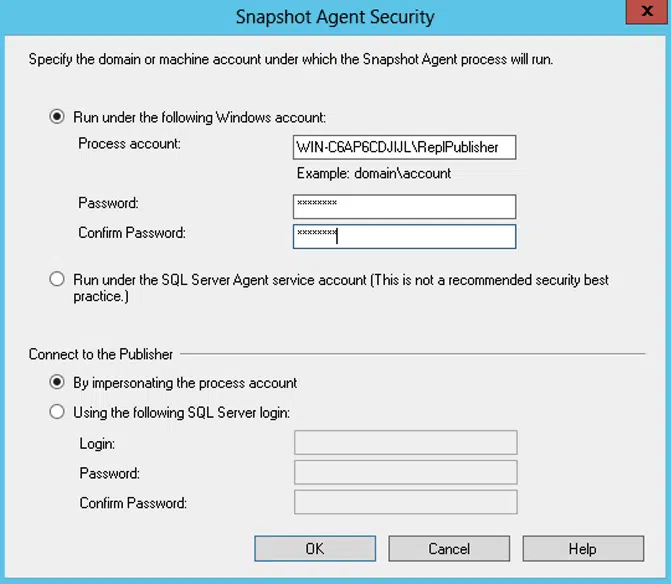 Snapshot Agent Security
x
Specify the domain or machine account under which the Snapshot Agent process will run.
Run under the following Windows account:
Process account:
WIN-C6AP6CDJIJL\ReplPublisher
Example: domain\account
Password:
********
Confirm Password:
********
Run under the SQL Server Agent service account (This is not a recommended security best
practice.)
Connect to the Publisher
By impersonating the process account
Using the following SQL Server login:
Login:
Password:
Confirm Password:
OK
Cancel
Help